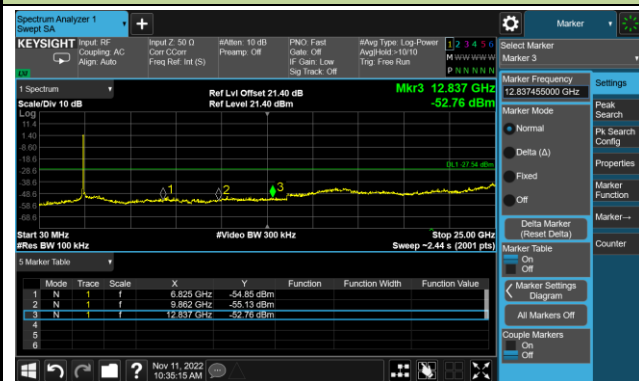 Spectrum Analyzer 1
Swept SA
Marker
KEYSIGHT
Input: RF
Coupling: AC
Align: Auto
Input Z: 50 Ω
Corr CCorr
Freq Ref: Int (S)
#Atten: 10 dB
Preamp: Off
PNO: Fast
Gate: Off
IF Gain: Low
Sig Track: Off
#Avg Type: Log-Power
Avg|Hold:>10/10
Trig: Free Run
1 2 3 4 5 6
M W W W W W
P N N N N N
LXI
Select Marker
Marker 3
1 Spectrum
Scale/Div 10 dB
Log
Ref Lvl Offset 21.40 dB
Ref Level 21.40 dBm
Mkr3 12.837 GHz
-52.76 dBm
11.4
1.40
-8.60
-18.6
-28.6
-38.6
-48.6
-58.6
-68.6
DL1 -27.54 dBm
1
2
3
Start 30 MHz
#Res BW 100 kHz
#Video BW 300 kHz
Stop 25.00 GHz
Sweep ~2.44 s (2001 pts)
5 Marker Table
Mode Trace Scale X Y Function Function Width Function Value
1 N 1 f 6.825 GHz -54.85 dBm
2 N 1 f 9.862 GHz -55.13 dBm
3 N 1 f 12.837 GHz -52.76 dBm
4
5
6
Marker Frequency
12.837455000 GHz
Marker Mode
Normal
Delta (Δ)
Fixed
Off
Delta Marker
(Reset Delta)
Marker Table
On
Off
Marker Settings
Diagram
All Markers Off
Couple Markers
On
Off
Settings
Peak
Search
Pk Search
Config
Properties
Marker
Function
Marker→
Counter
?
Nov 11, 2022
10:35:15 AM